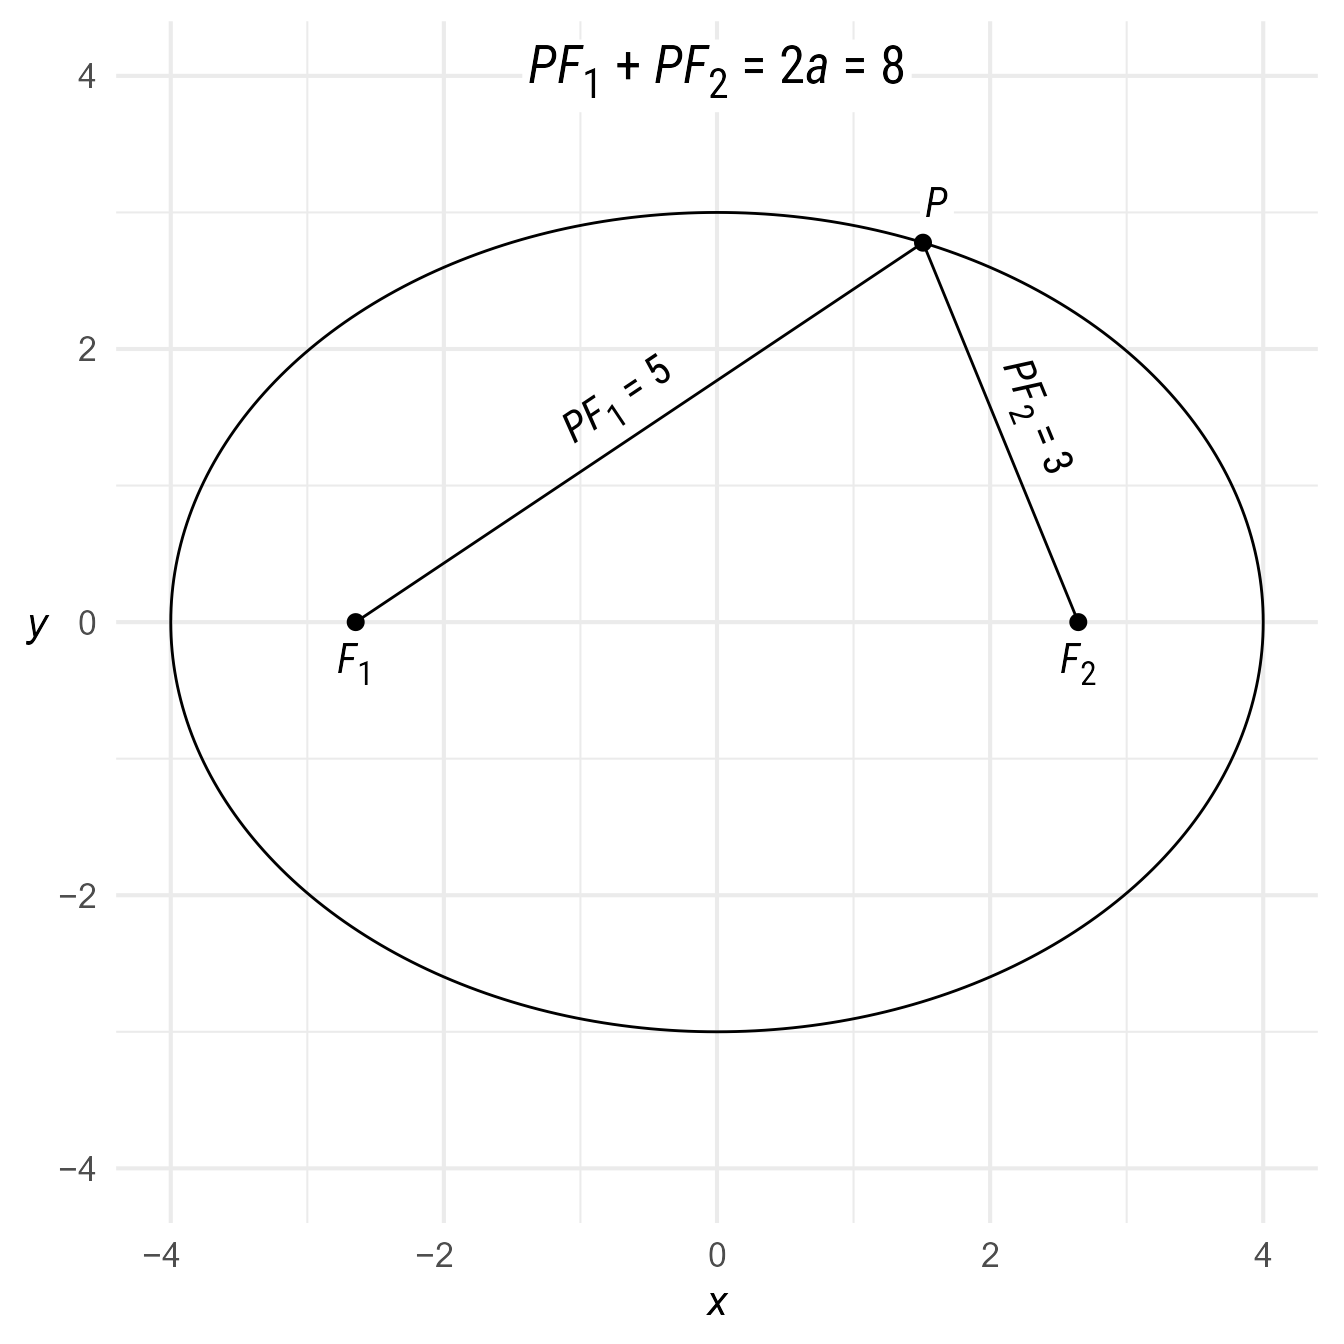 PF₁ + PF₂ = 2a = 8
4
P
2
PF₁ = 5
PF₂ = 3
y 0
F₁ F₂
−2
−4
−4 −2 0 2 4
x